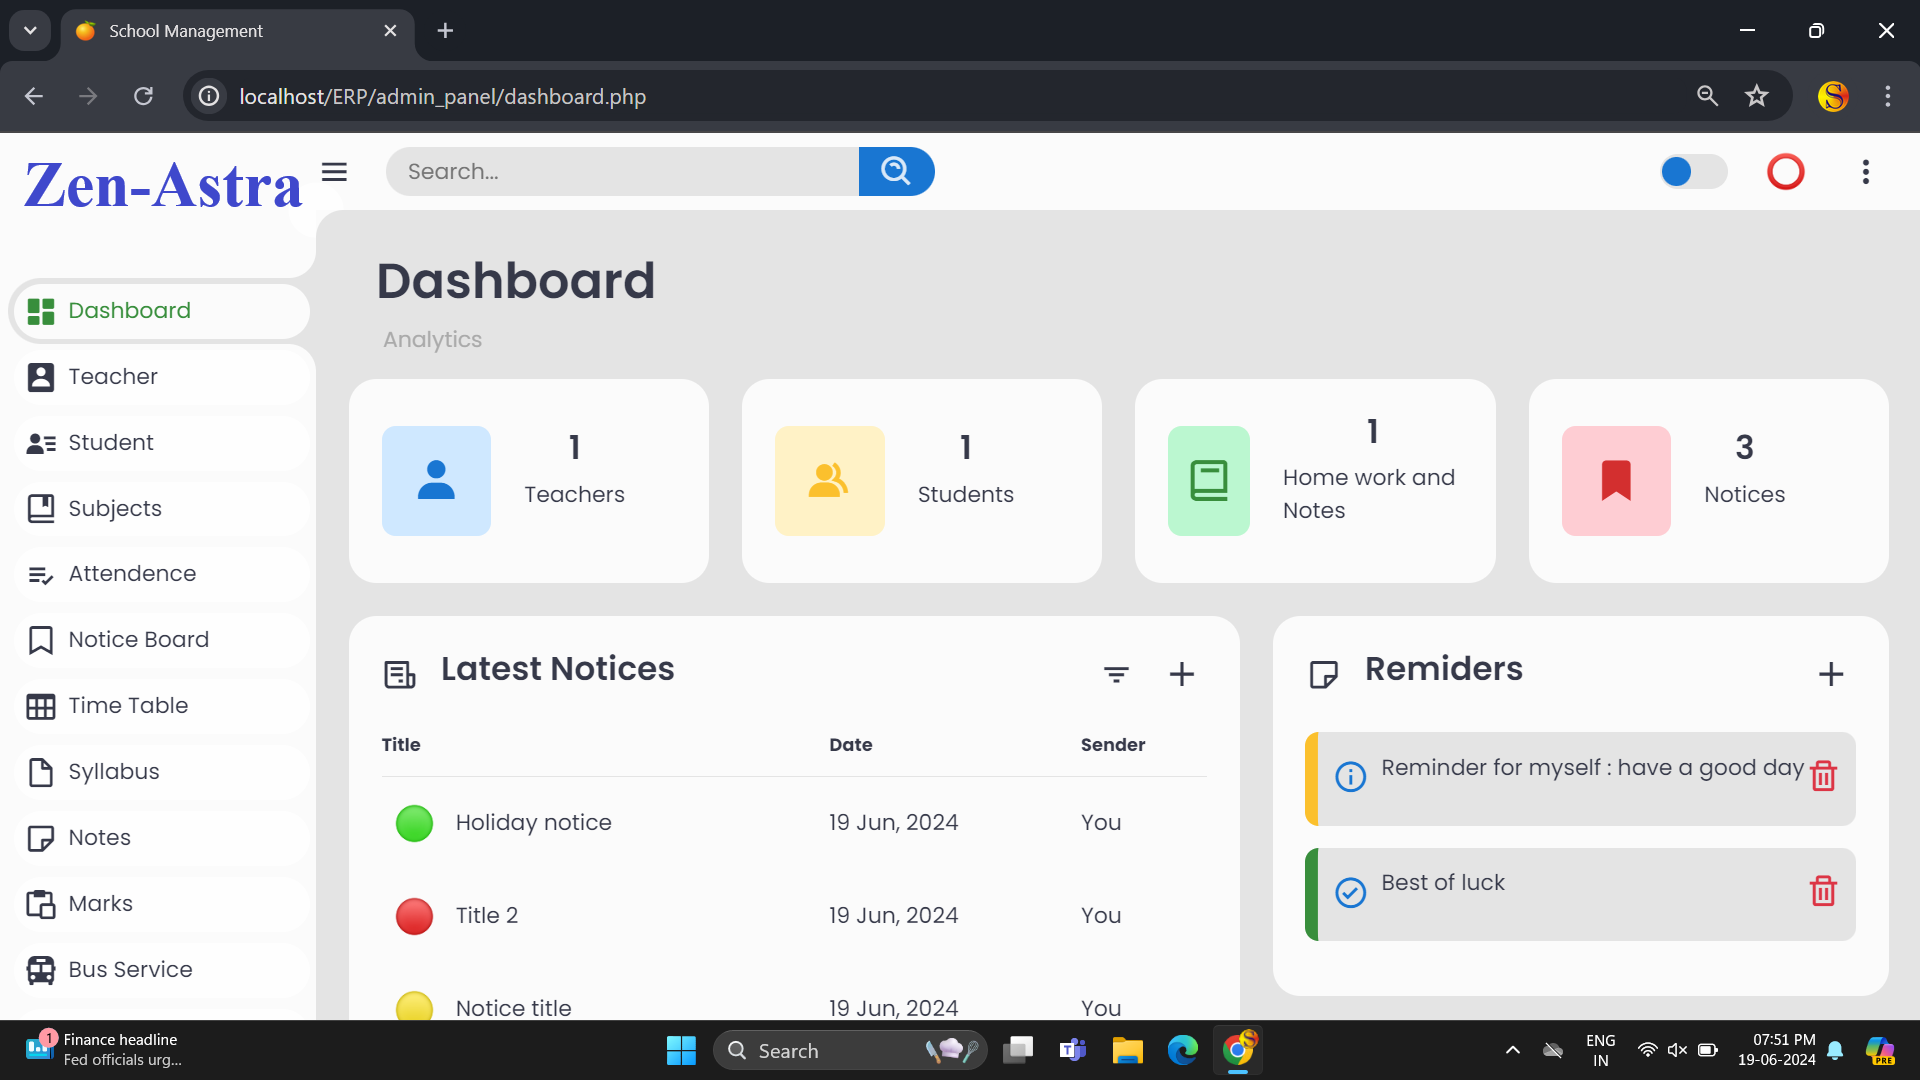 School Management
localhost/ERP/admin_panel/dashboard.php
S
Zen-Astra
Search...
Dashboard
Teacher
Student
Subjects
Attendence
Notice Board
Time Table
Syllabus
Notes
Marks
Bus Service
Dashboard
Analytics
1
Teachers
1
Students
1
Home work and
Notes
3
Notices
Latest Notices
Title Date Sender
Holiday notice 19 Jun, 2024 You
Title 2 19 Jun, 2024 You
Notice title 19 Jun, 2024 You
Remiders
Reminder for myself : have a good day
Best of luck
1
Finance headline
Fed officials urg...
Search
ENG
IN
07:51 PM
19-06-2024
PRE